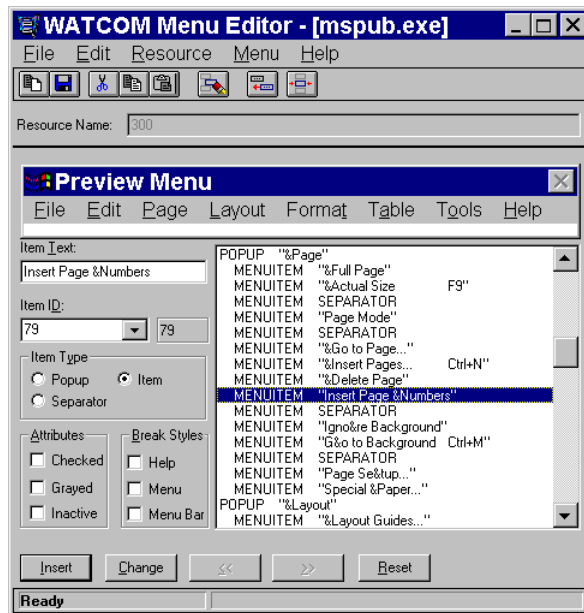 WATCOM Menu Editor - [mspub.exe]
File Edit Resource Menu Help
Resource Name: 300
Preview Menu
File Edit Page Layout Format Table Tools Help
Item Text:
Insert Page &Numbers
Item ID:
79 79
Item Type
Popup Item
Separator
Attributes
Checked
Grayed
Inactive
Break Styles
Help
Menu
Menu Bar
POPUP "&Page"
MENUITEM "&Full Page"
MENUITEM "&Actual Size F9"
MENUITEM SEPARATOR
MENUITEM "Page Mode"
MENUITEM SEPARATOR
MENUITEM "&Go to Page..."
MENUITEM "&Insert Pages... Ctrl+N"
MENUITEM "&Delete Page"
MENUITEM "Insert Page &Numbers"
MENUITEM SEPARATOR
MENUITEM "Igno&re Background"
MENUITEM "G&o to Background Ctrl+M"
MENUITEM SEPARATOR
MENUITEM "Page Se&tup..."
MENUITEM "Special &Paper..."
POPUP "&Layout"
MENUITEM "&Layout Guides..."
Insert Change << >> Reset
Ready